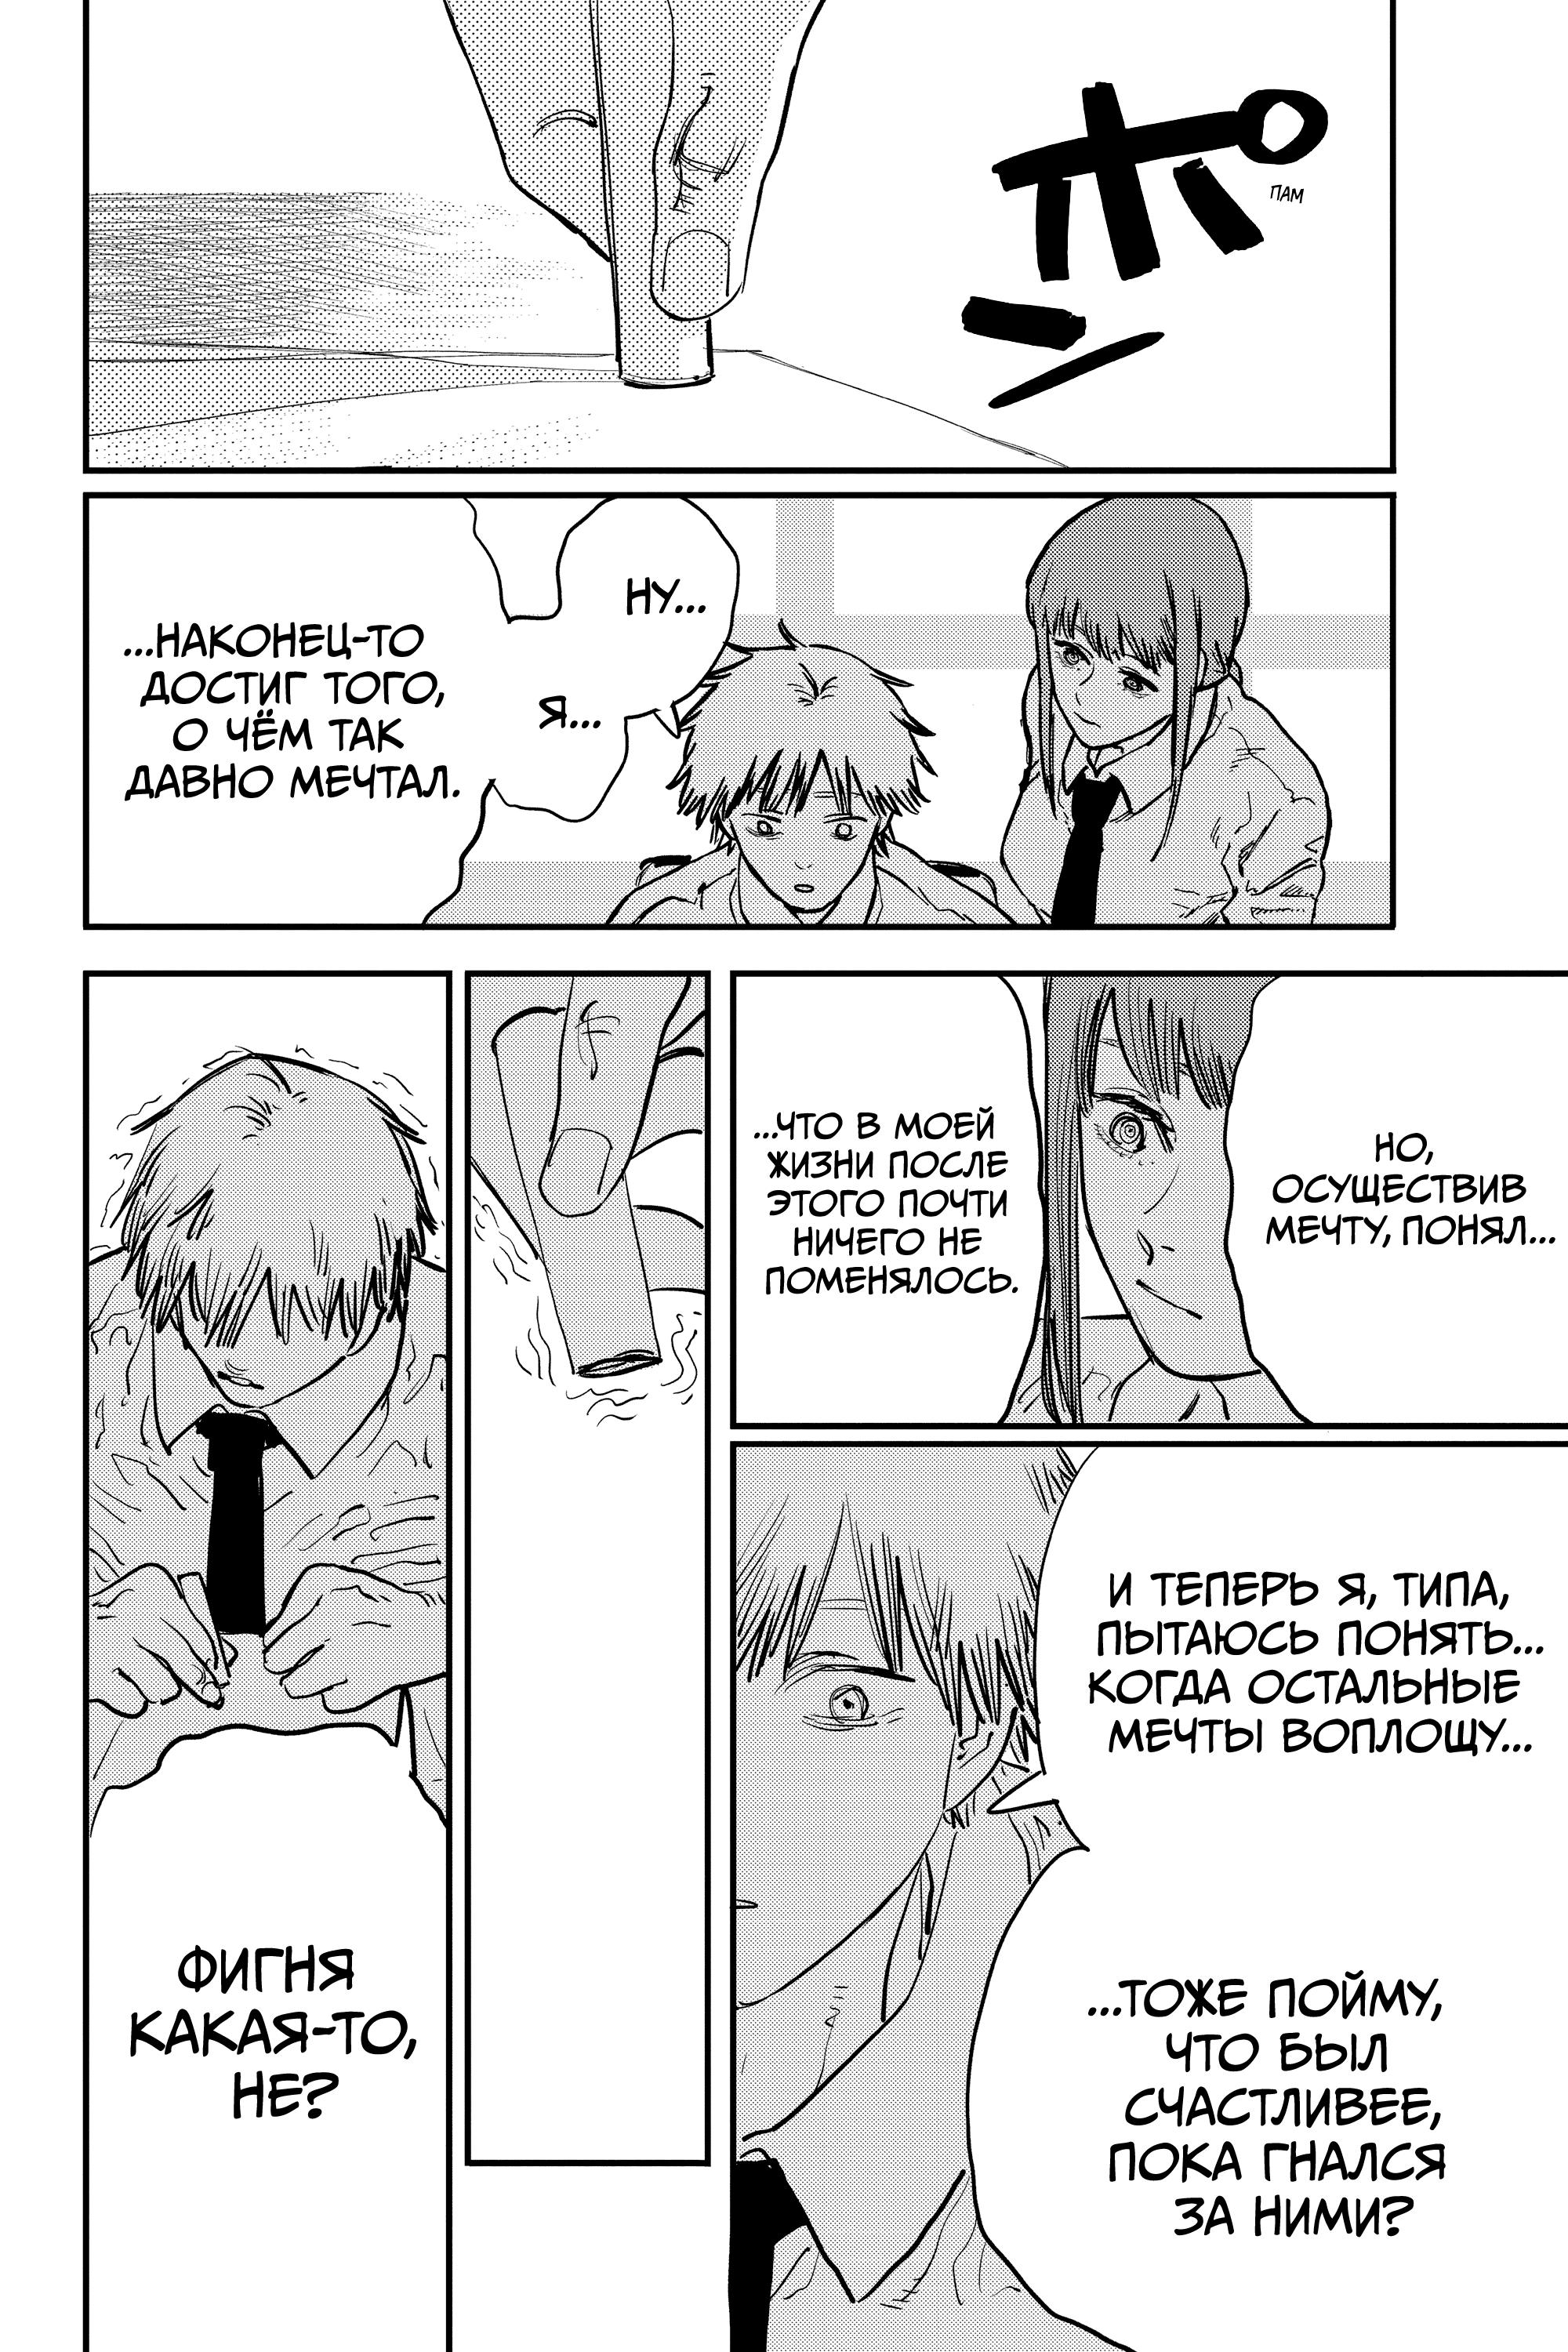 ポン
ПАМ
НУ...
Я...
...НАКОНЕЦ-ТО
ДОСТИГ ТОГО,
О ЧЁМ ТАК
ДАВНО МЕЧТАЛ.
НО,
ОСУЩЕСТВИВ
МЕЧТУ, ПОНЯЛ...
...ЧТО В МОЕЙ
ЖИЗНИ ПОСЛЕ
ЭТОГО ПОЧТИ
НИЧЕГО НЕ
ПОМЕНЯЛОСЬ.
И ТЕПЕРЬ Я, ТИПА,
ПЫТАЮСЬ ПОНЯТЬ...
КОГДА ОСТАЛЬНЫЕ
МЕЧТЫ ВОПЛОЩУ...
...ТОЖЕ ПОЙМУ,
ЧТО БЫЛ
СЧАСТЛИВЕЕ,
ПОКА ГНАЛСЯ
ЗА НИМИ?
ФИГНЯ
КАКАЯ-ТО,
НЕ?